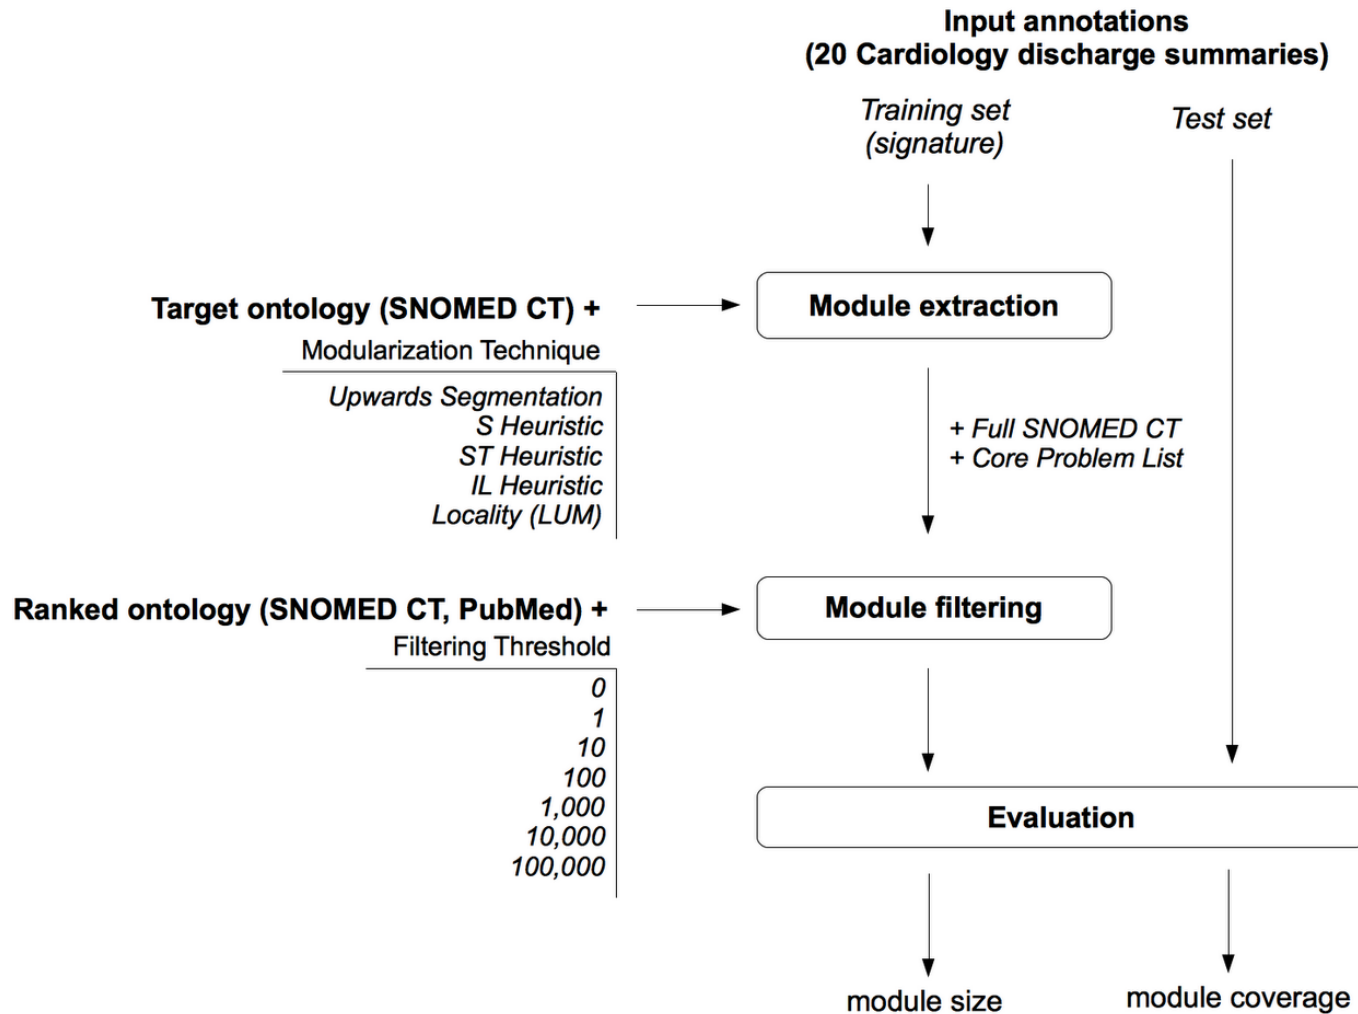 Input annotations
(20 Cardiology discharge summaries)
Training set
(signature)
Test set
Target ontology (SNOMED CT) +
Module extraction
Modularization Technique
Upwards Segmentation
S Heuristic
ST Heuristic
IL Heuristic
Locality (LUM)
+ Full SNOMED CT
+ Core Problem List
Ranked ontology (SNOMED CT, PubMed) +
Module filtering
Filtering Threshold
0
1
10
100
1,000
10,000
100,000
Evaluation
module size
module coverage